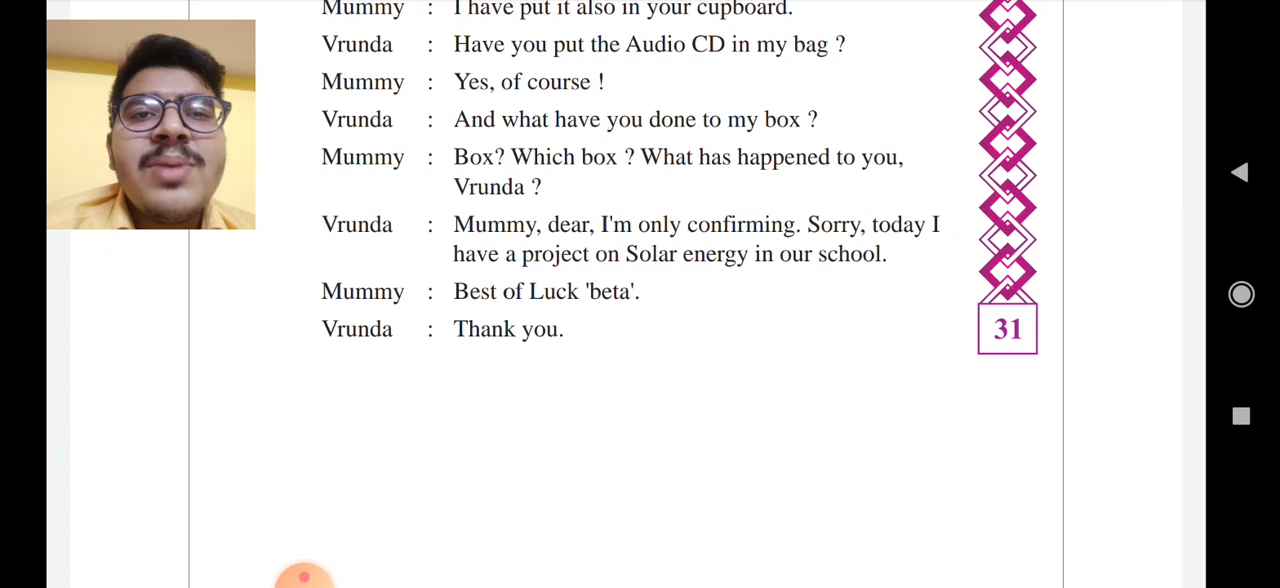 Mummy : I have put it also in your cupboard.
Vrunda : Have you put the Audio CD in my bag ?
Mummy : Yes, of course !
Vrunda : And what have you done to my box ?
Mummy : Box? Which box ? What has happened to you,
Vrunda ?
Vrunda : Mummy, dear, I'm only confirming. Sorry, today I
have a project on Solar energy in our school.
Mummy : Best of Luck 'beta'.
Vrunda : Thank you.
31